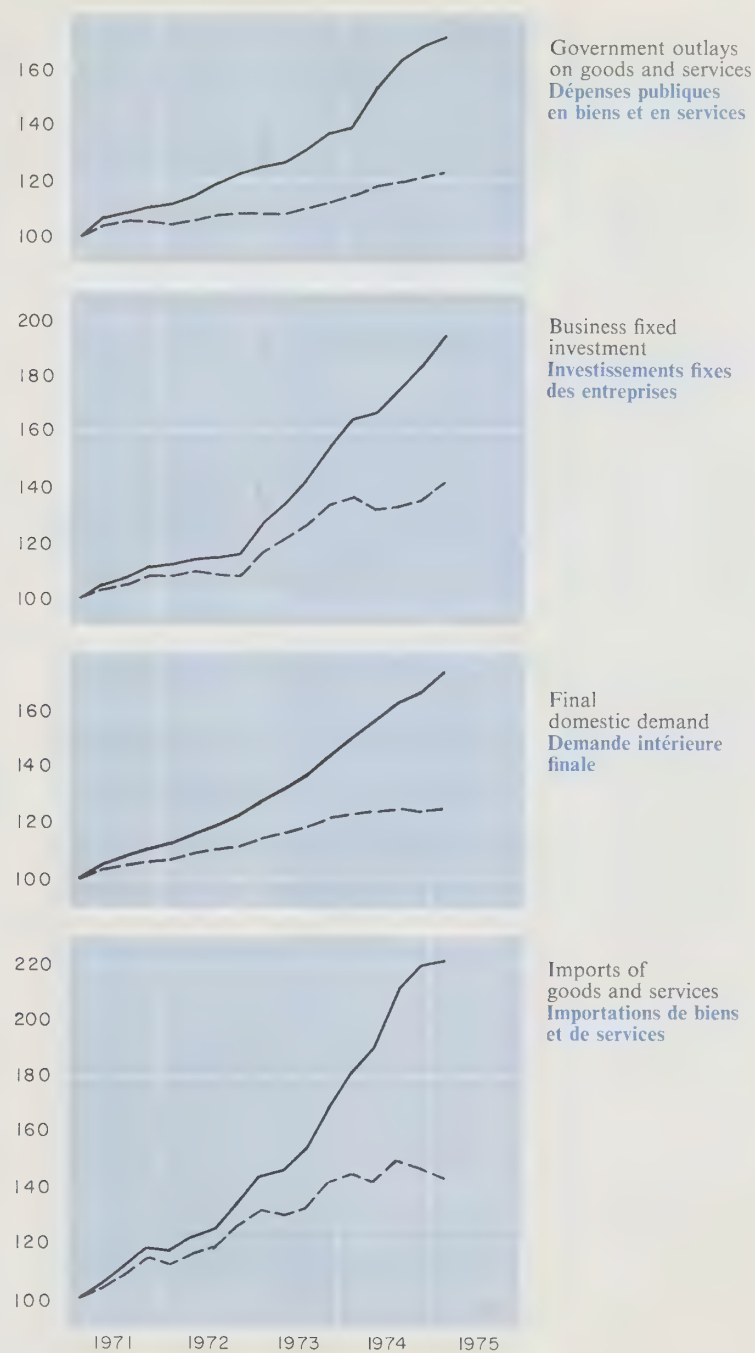 160
140
120
100
Government outlays
on goods and services
Dépenses publiques
en biens et en services
200
180
160
140
120
100
Business fixed
investment
Investissements fixes
des entreprises
160
140
120
100
Final
domestic demand
Demande intérieure
finale
220
200
180
160
140
120
100
Imports of
goods and services
Importations de biens
et de services
1971 1972 1973 1974 1975